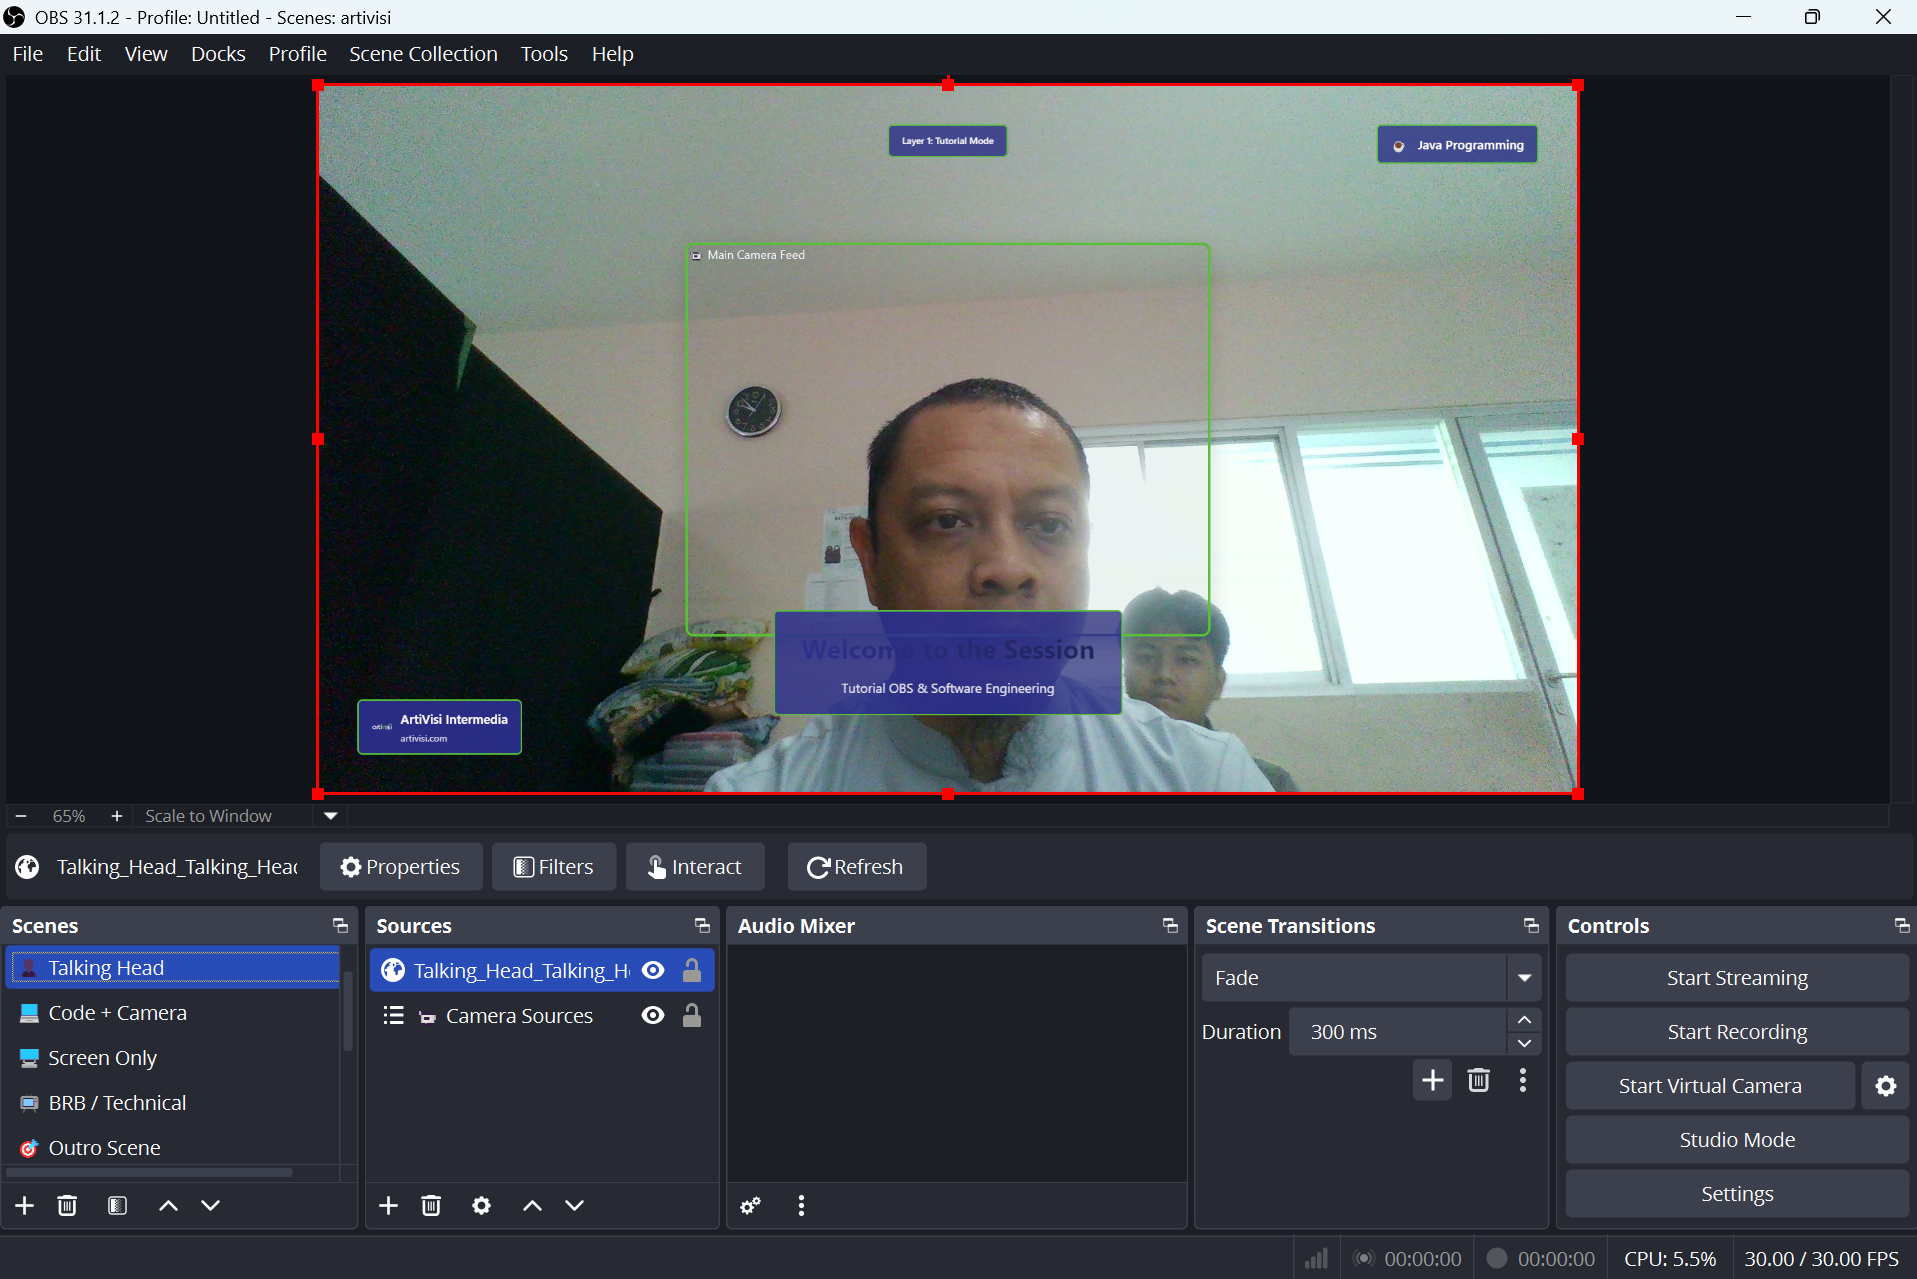 OBS 31.1.2 - Profile: Untitled - Scenes: artivisi
File Edit View Docks Profile Scene Collection Tools Help
Layer 1: Tutorial Mode
Java Programming
Main Camera Feed
Welcome to the Session
Tutorial OBS & Software Engineering
artivisi
ArtiVisi Intermedia
artivisi.com
65% Scale to Window
Talking_Head_Talking_Head
Properties Filters Interact Refresh
Scenes
Talking Head
Code + Camera
Screen Only
BRB / Technical
Outro Scene
Sources
Talking_Head_Talking_H
Camera Sources
Audio Mixer
Scene Transitions
Fade
Duration 300 ms
Controls
Start Streaming
Start Recording
Start Virtual Camera
Studio Mode
Settings
00:00:00 00:00:00 CPU: 5.5% 30.00 / 30.00 FPS